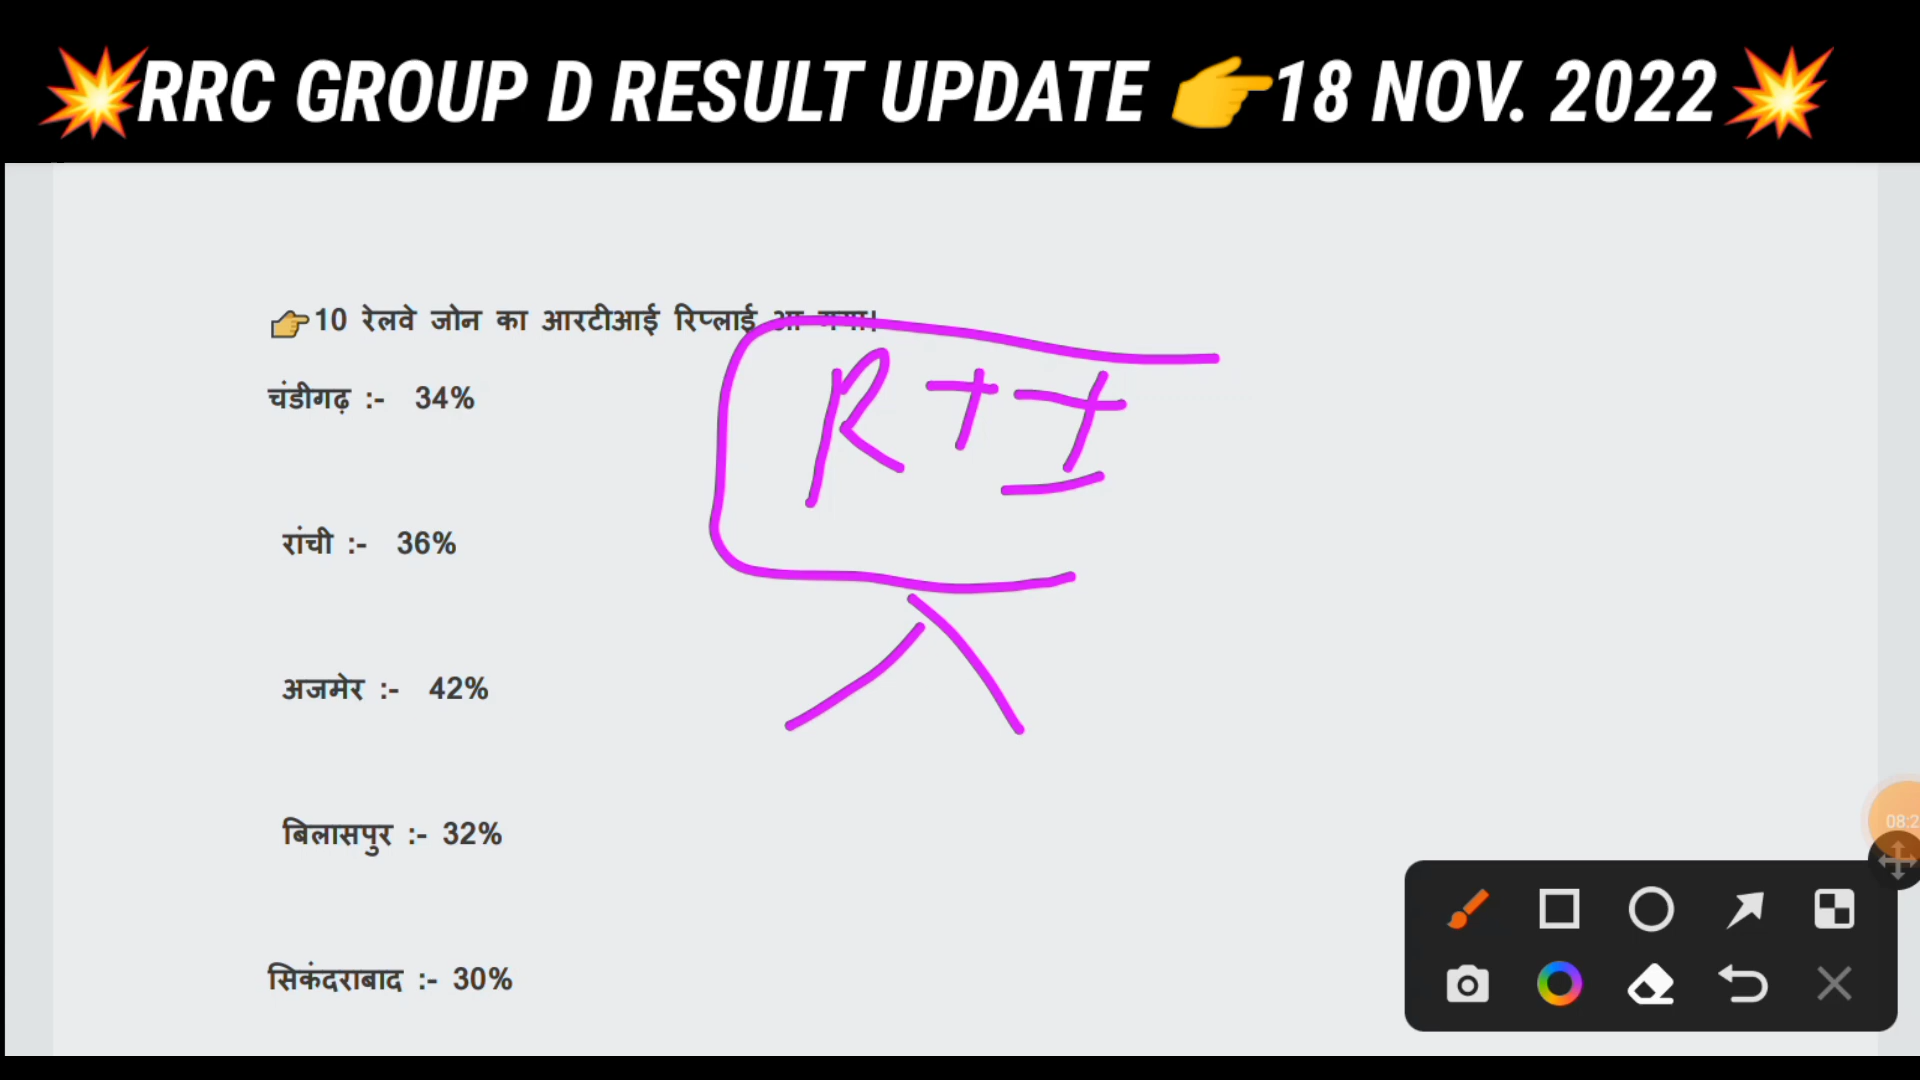 💥RRC GROUP D RESULT UPDATE 👉18 NOV. 2022💥
👉10 रेलवे जोन का आरटीआई रिप्लाई आ गया।
चंडीगढ़ :- 34%
RTI
रांची :- 36%
अजमेर :- 42%
बिलासपुर :- 32%
सिकंदराबाद :- 30%